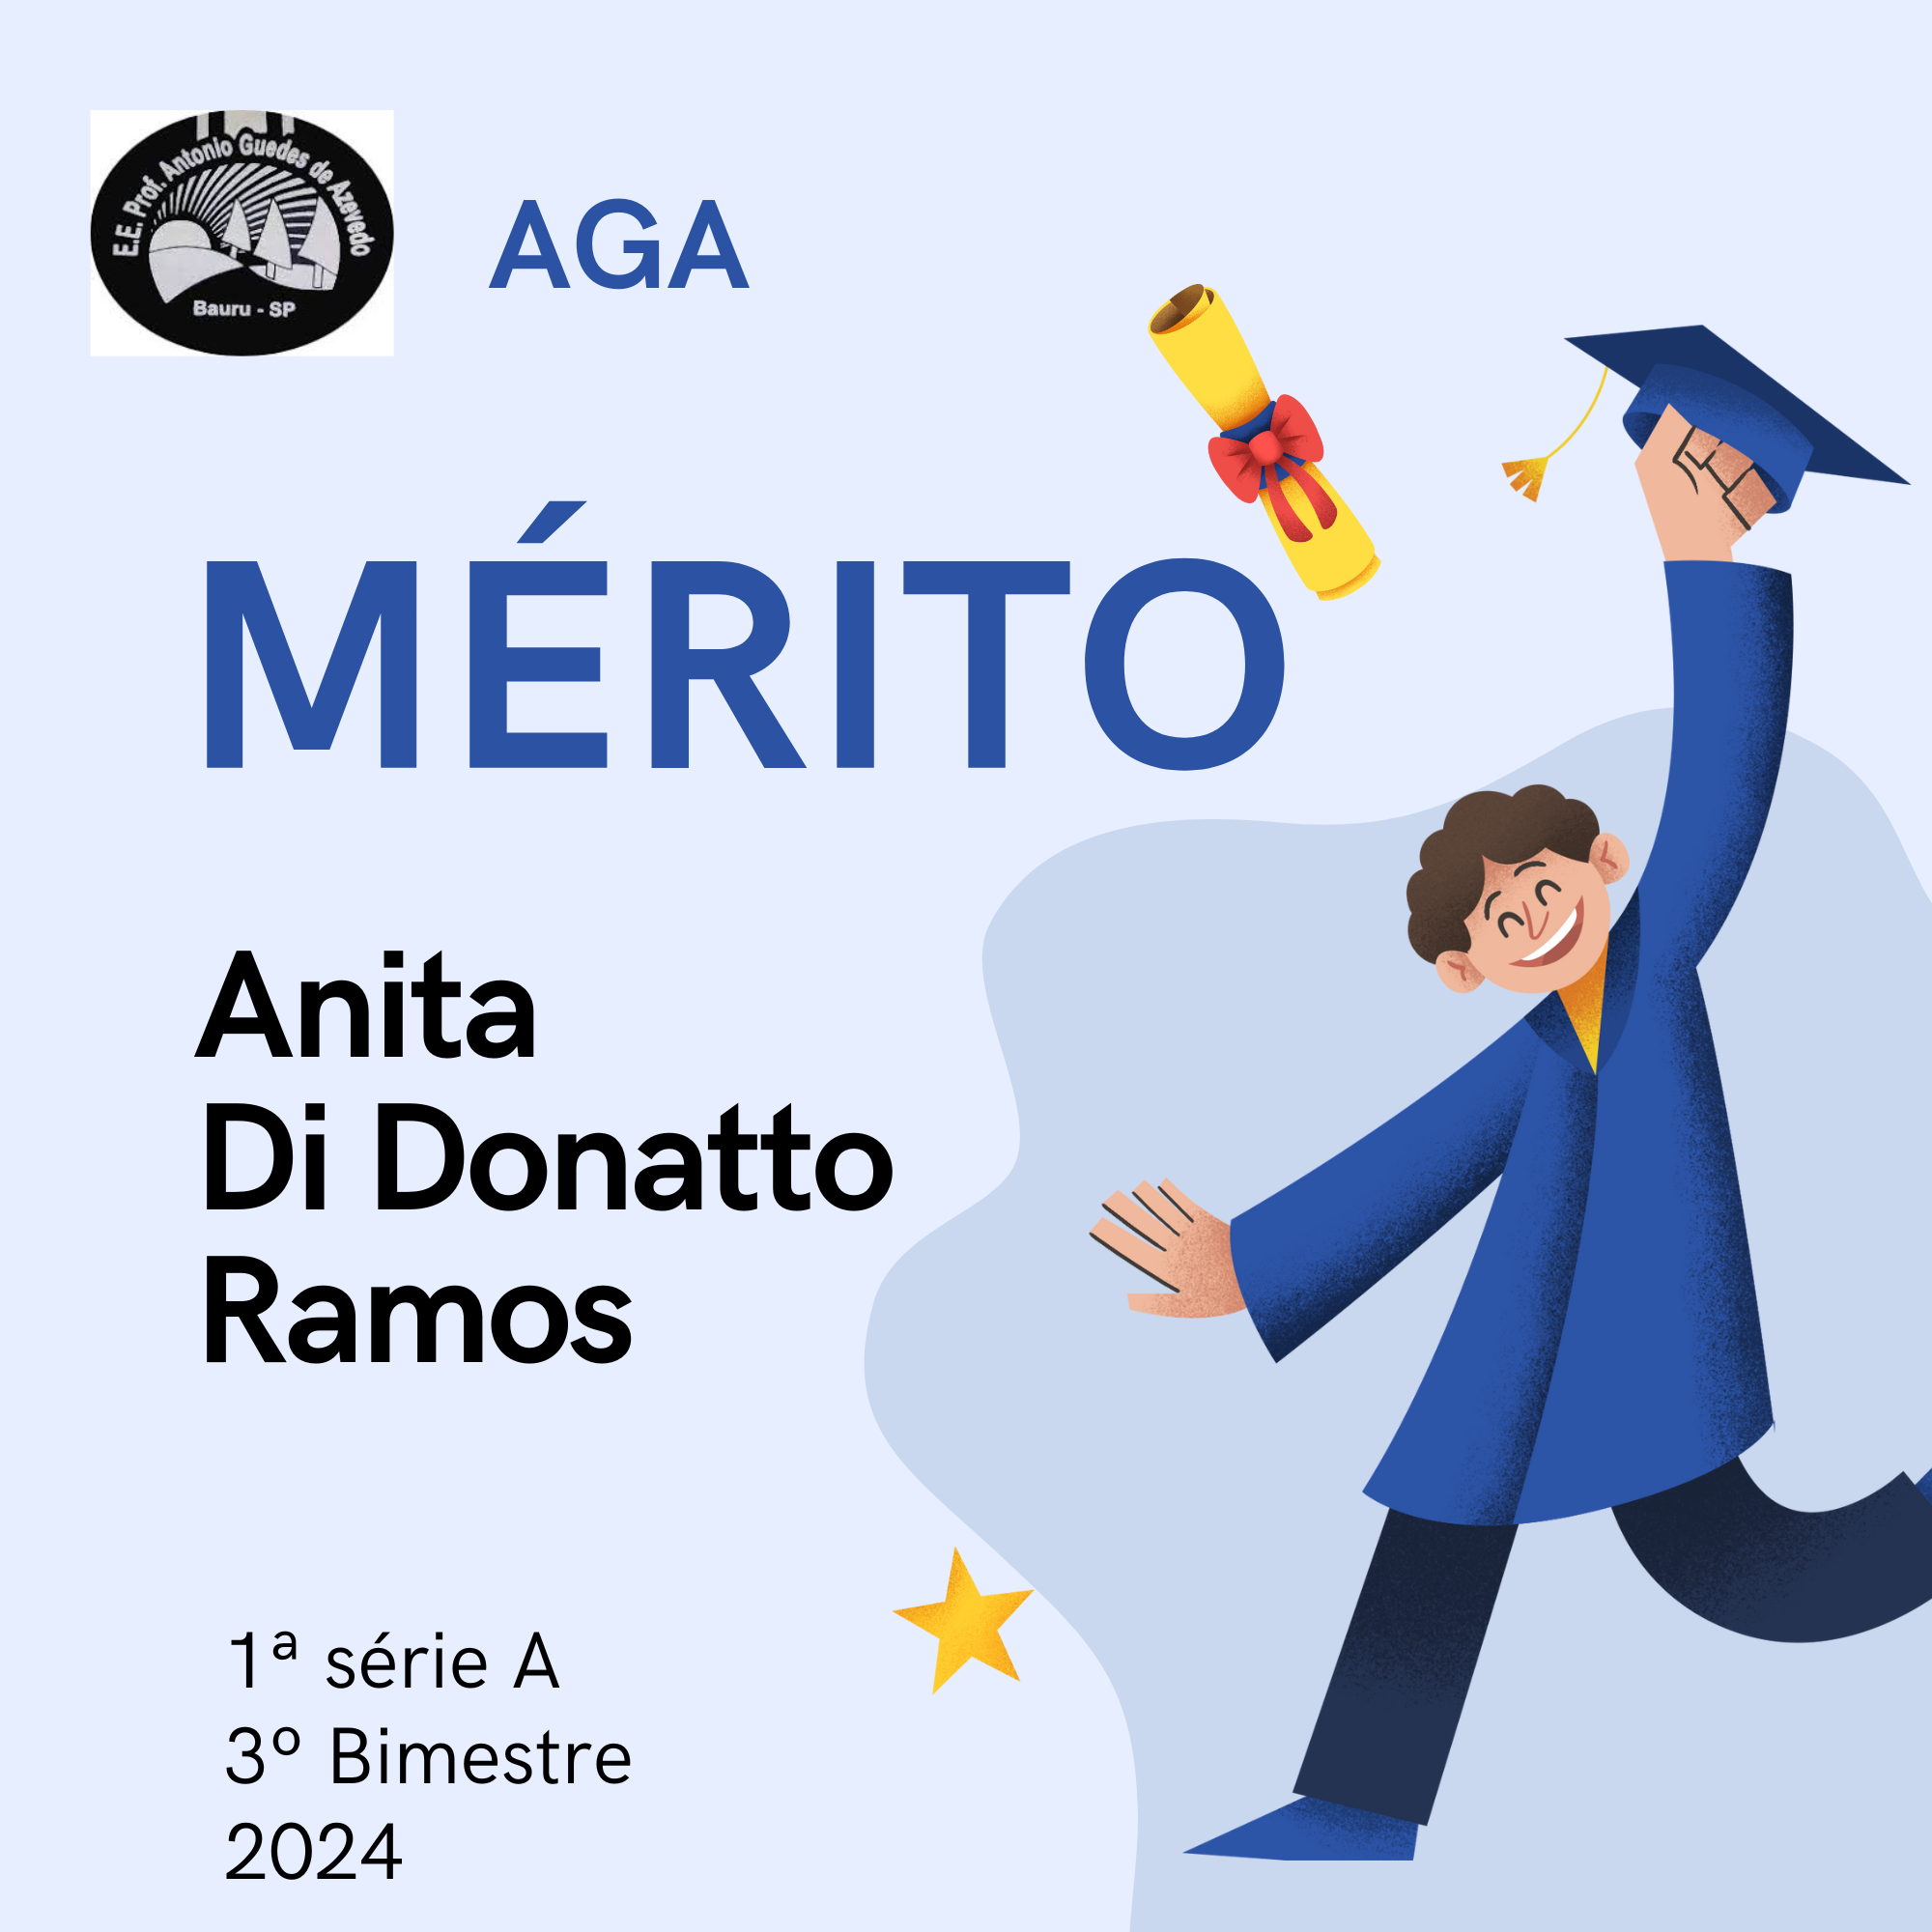 E.E. Prof. Antonio Guedes de Azevedo
Bauru - SP
AGA
MÉRITO
Anita
Di Donatto
Ramos
1ª série A
3º Bimestre
2024